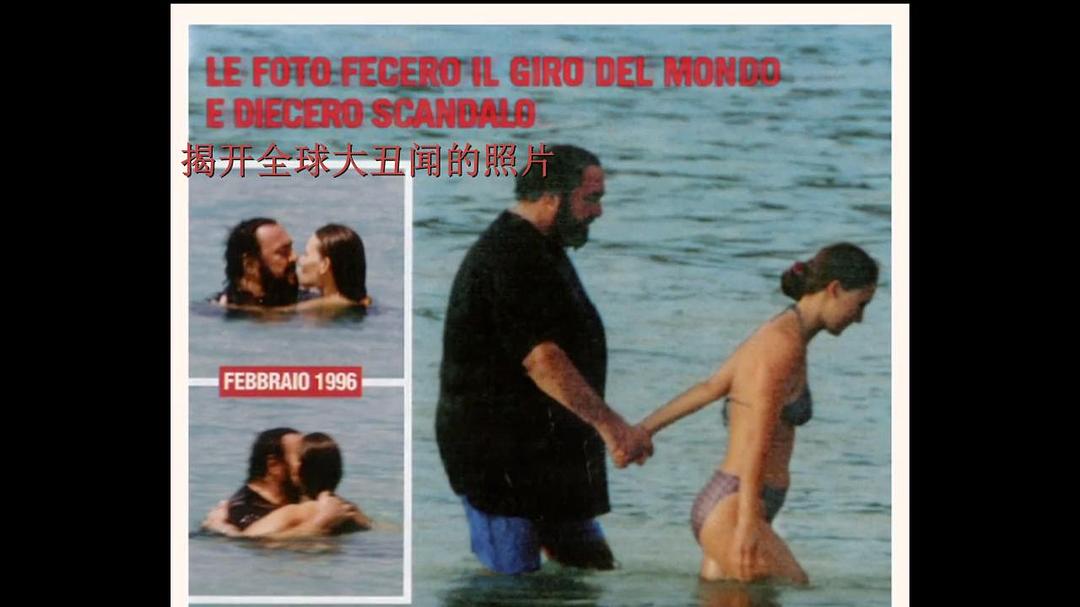 LE FOTO FECERO IL GIRO DEL MONDO
E DIECERO SCANDALO
揭开全球大丑闻的照片
FEBBRAIO 1996